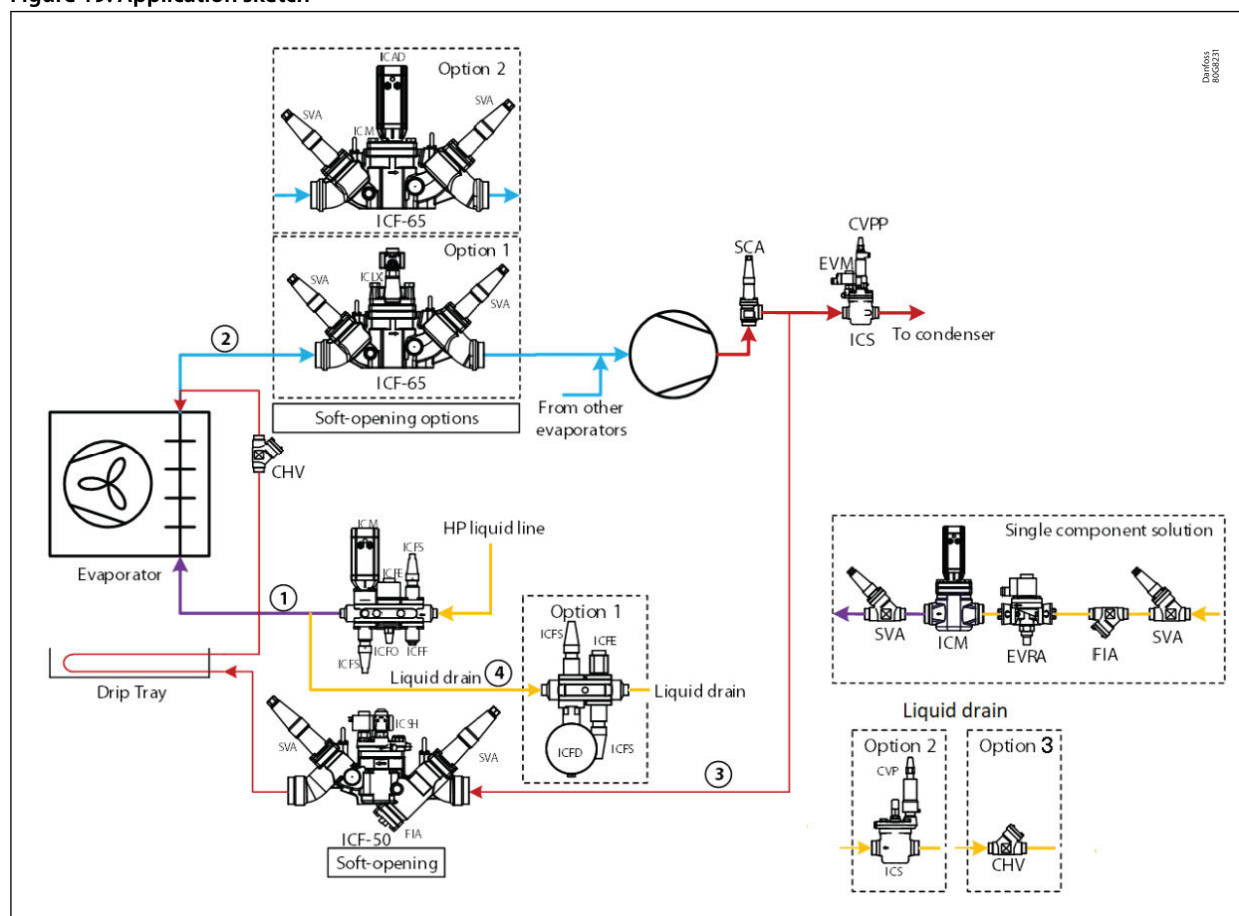 Figure 19: Application sketch
Danfoss
80G8231
ICAD
Option 2
SVA
SVA
ICM
ICF-65
Option 1
ICLX
SVA
SVA
ICF-65
Soft-opening options
2
SCA
CVPP
EVM
ICS
To condenser
From other
evaporators
CHV
Evaporator
HP liquid line
ICM
ICFS
ICFE
1
ICFS
ICFO
ICFF
Drip Tray
Liquid drain
4
Option 1
ICFS
ICFE
Liquid drain
ICFD
ICFS
Single component solution
SVA
ICM
EVRA
FIA
SVA
SVA
ICSH
SVA
FIA
ICF-50
Soft-opening
3
Liquid drain
Option 2
CVP
ICS
Option 3
CHV